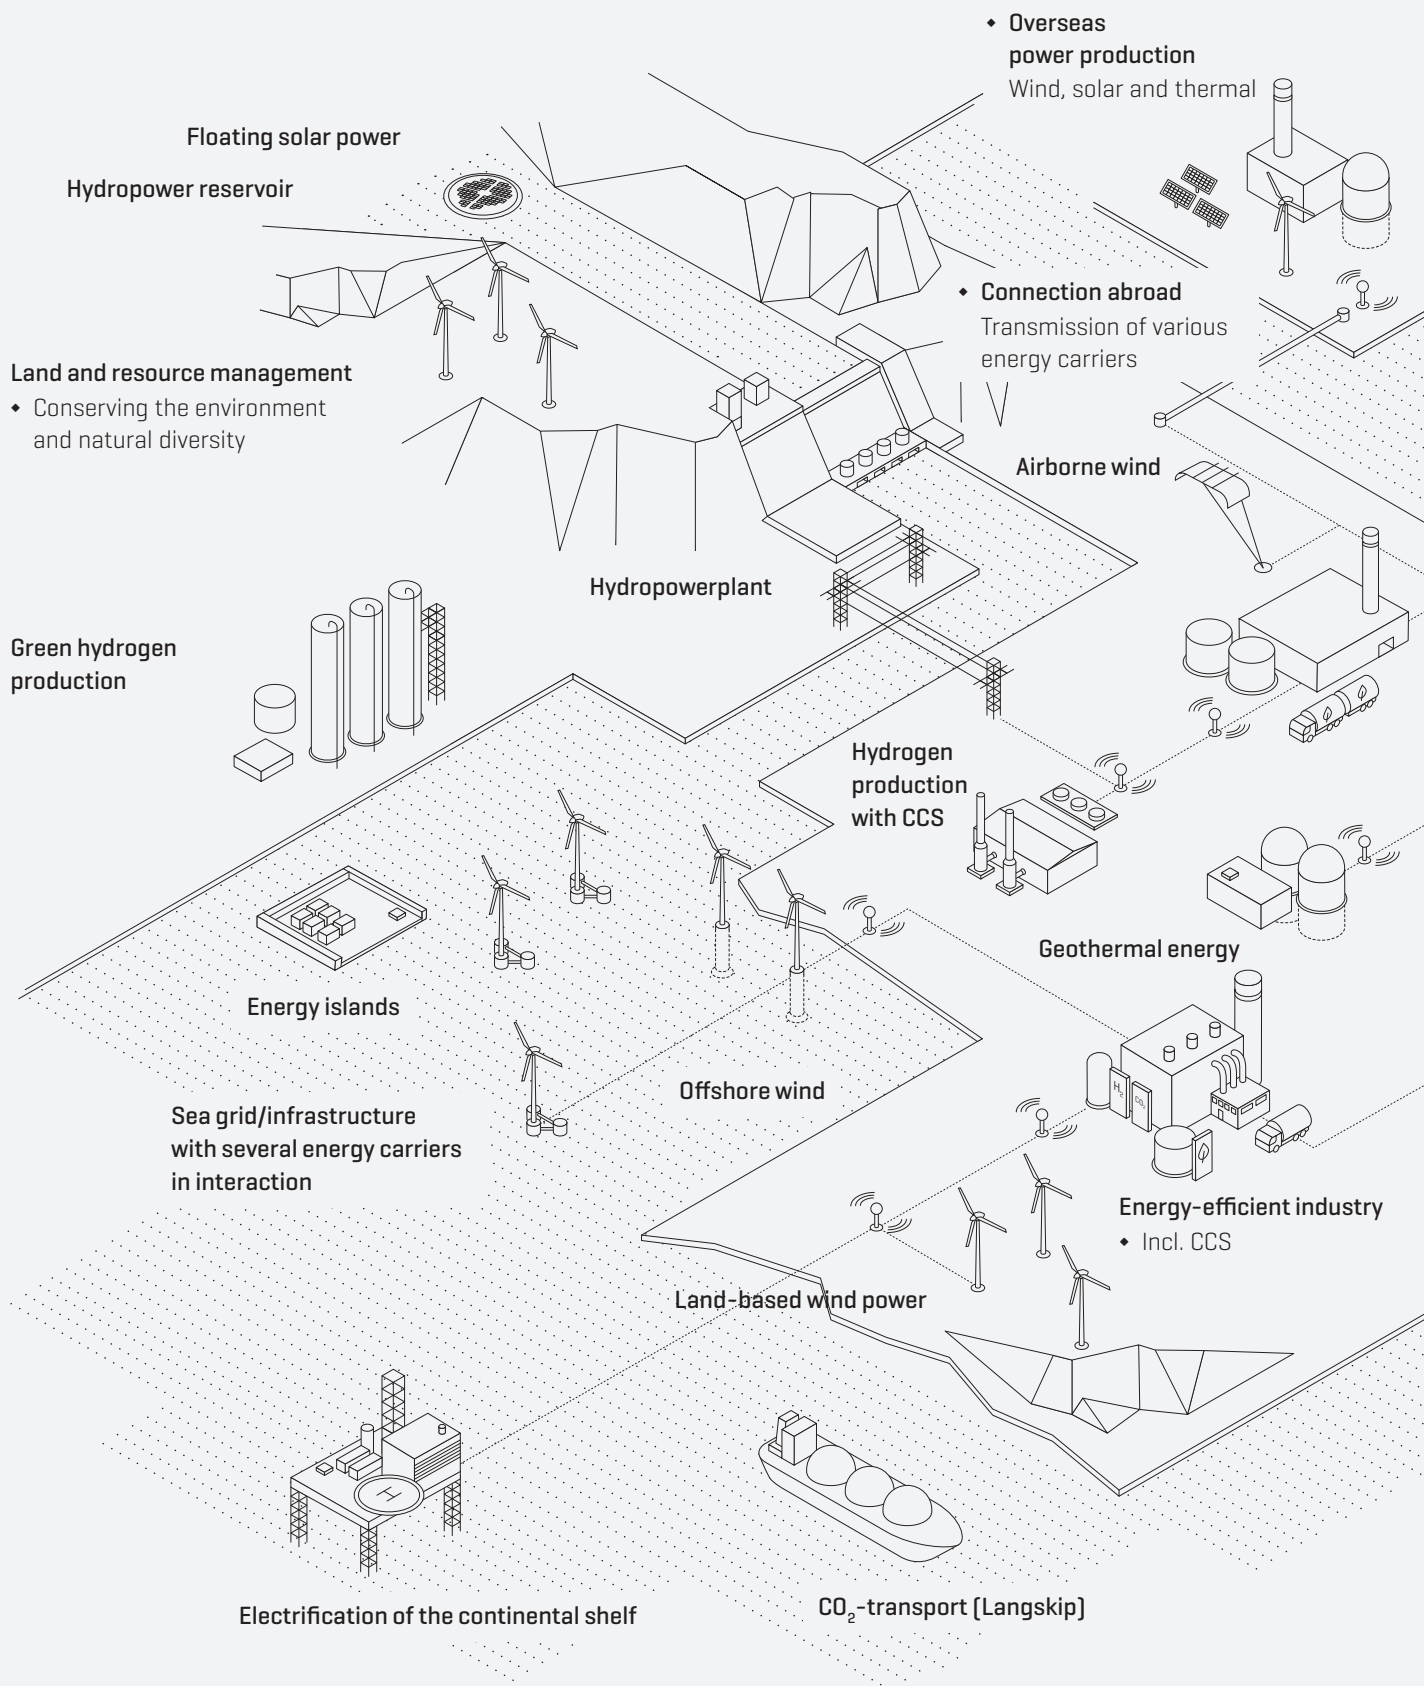 ◆ Overseas
power production
Wind, solar and thermal
Floating solar power
Hydropower reservoir
◆ Connection abroad
Transmission of various
energy carriers
Land and resource management
◆ Conserving the environment
and natural diversity
Airborne wind
Hydropowerplant
Green hydrogen
production
Hydrogen
production
with CCS
Geothermal energy
Energy islands
H₂
CO₂
Offshore wind
Sea grid/infrastructure
with several energy carriers
in interaction
Energy-efficient industry
◆ Incl. CCS
Land-based wind power
H
CO₂-transport (Langskip)
Electrification of the continental shelf